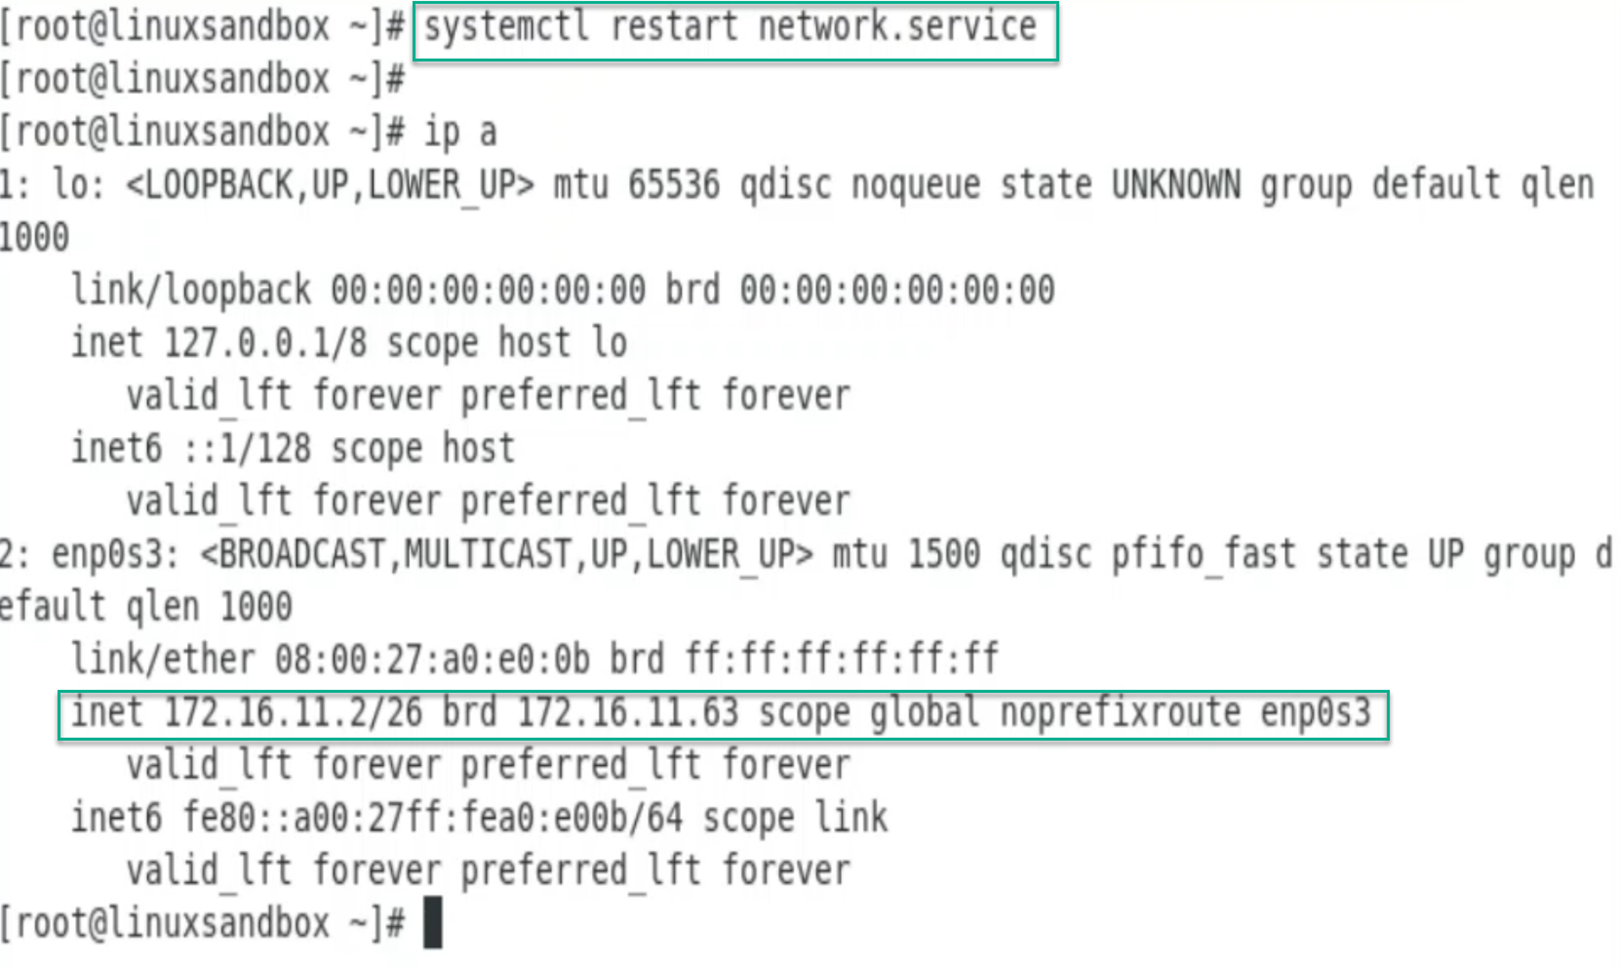 [root@linuxsandbox ~]# systemctl restart network.service
[root@linuxsandbox ~]#
[root@linuxsandbox ~]# ip a
1: lo: <LOOPBACK,UP,LOWER_UP> mtu 65536 qdisc noqueue state UNKNOWN group default qlen
1000
    link/loopback 00:00:00:00:00:00 brd 00:00:00:00:00:00
    inet 127.0.0.1/8 scope host lo
       valid_lft forever preferred_lft forever
    inet6 ::1/128 scope host
       valid_lft forever preferred_lft forever
2: enp0s3: <BROADCAST,MULTICAST,UP,LOWER_UP> mtu 1500 qdisc pfifo_fast state UP group d
efault qlen 1000
    link/ether 08:00:27:a0:e0:0b brd ff:ff:ff:ff:ff:ff
    inet 172.16.11.2/26 brd 172.16.11.63 scope global noprefixroute enp0s3
       valid_lft forever preferred_lft forever
    inet6 fe80::a00:27ff:fea0:e00b/64 scope link
       valid_lft forever preferred_lft forever
[root@linuxsandbox ~]#